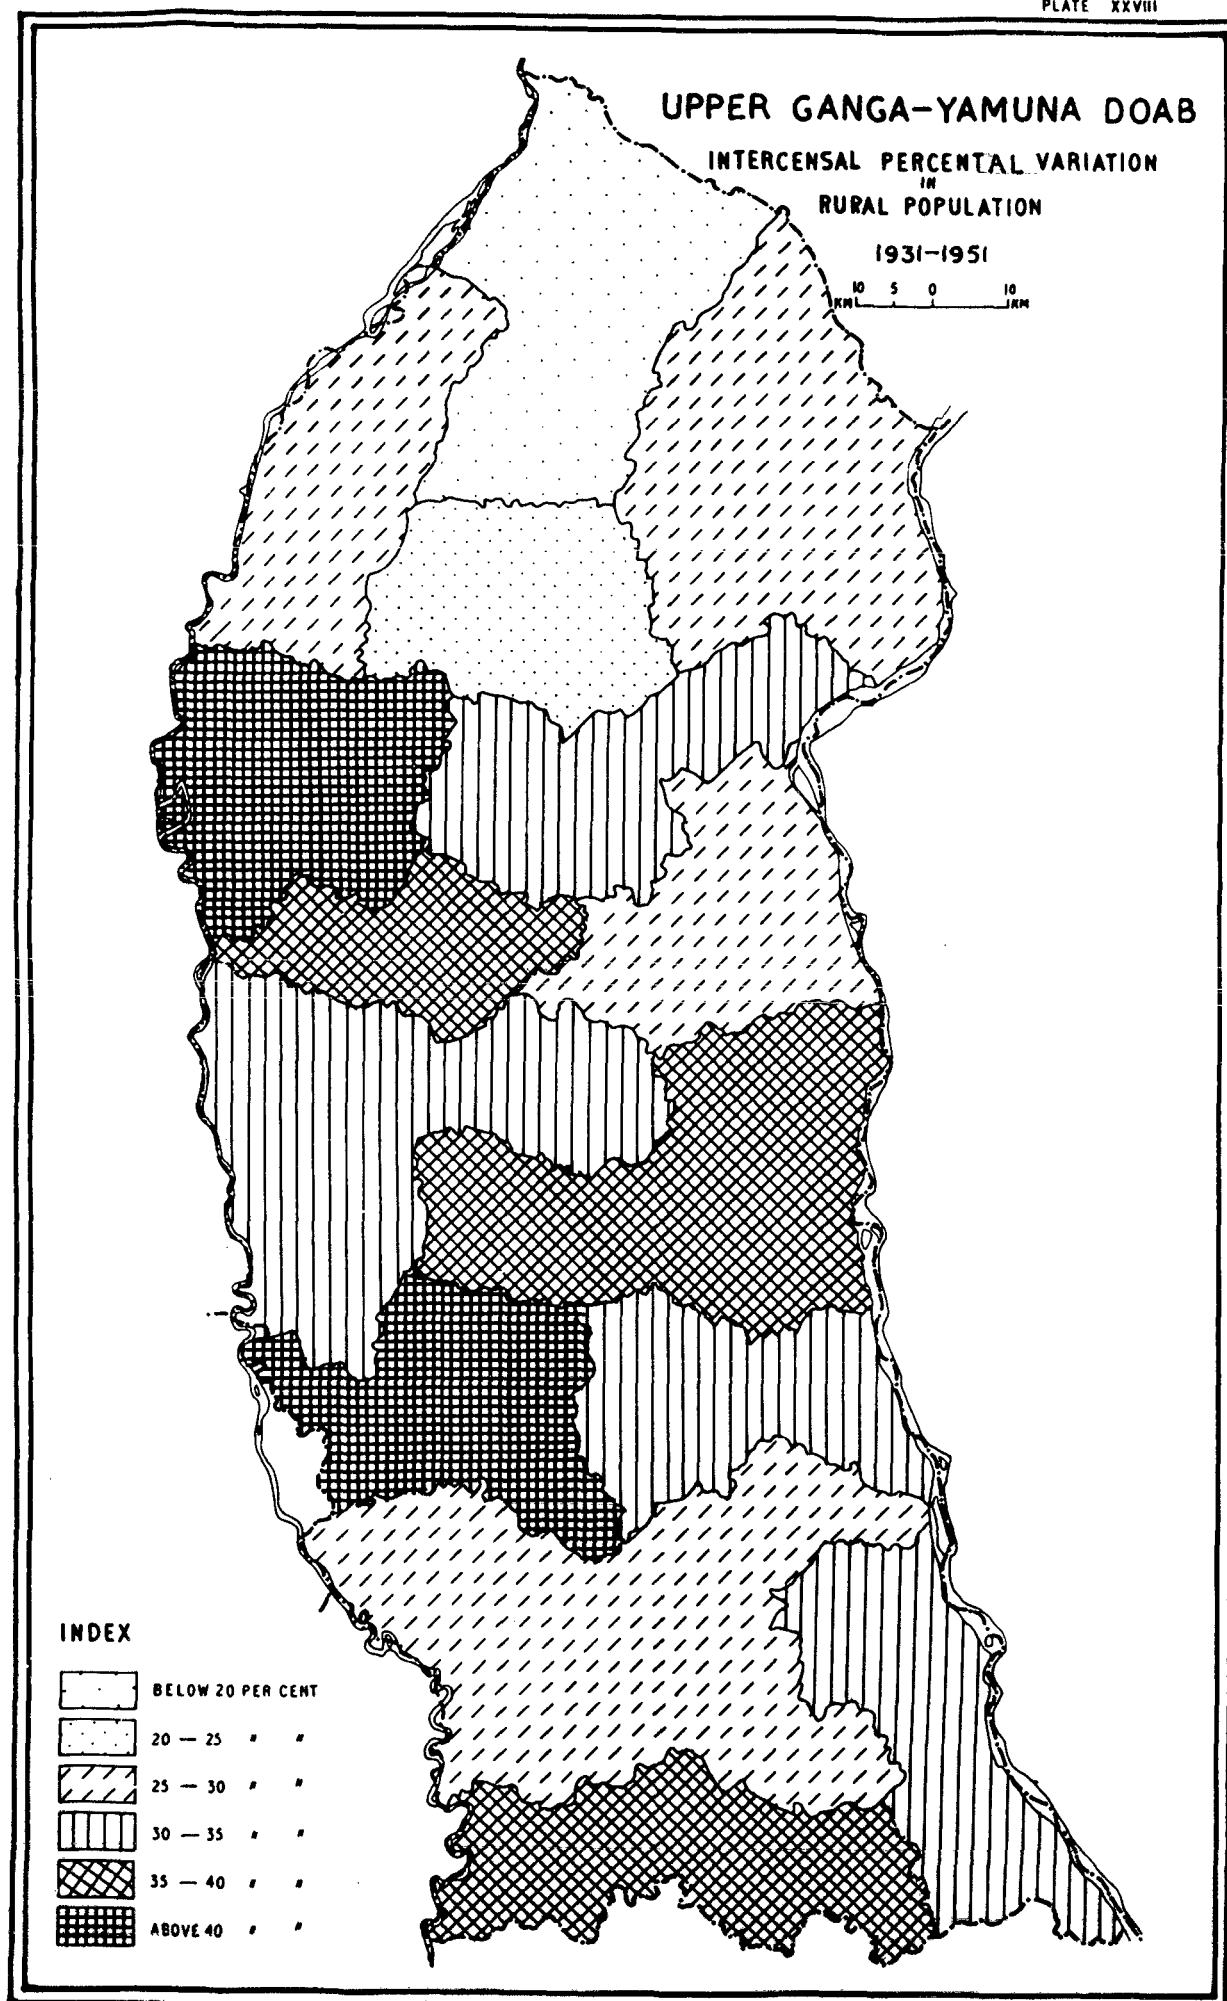 PLATE XXVIII
UPPER GANGA-YAMUNA DOAB
INTERCENSAL PERCENTAL VARIATION
IN
RURAL POPULATION
1931-1951
KM 10 5 0 10 KM
INDEX
BELOW 20 PER CENT
20 — 25 " "
25 — 30 " "
30 — 35 " "
35 — 40 " "
ABOVE 40 " "